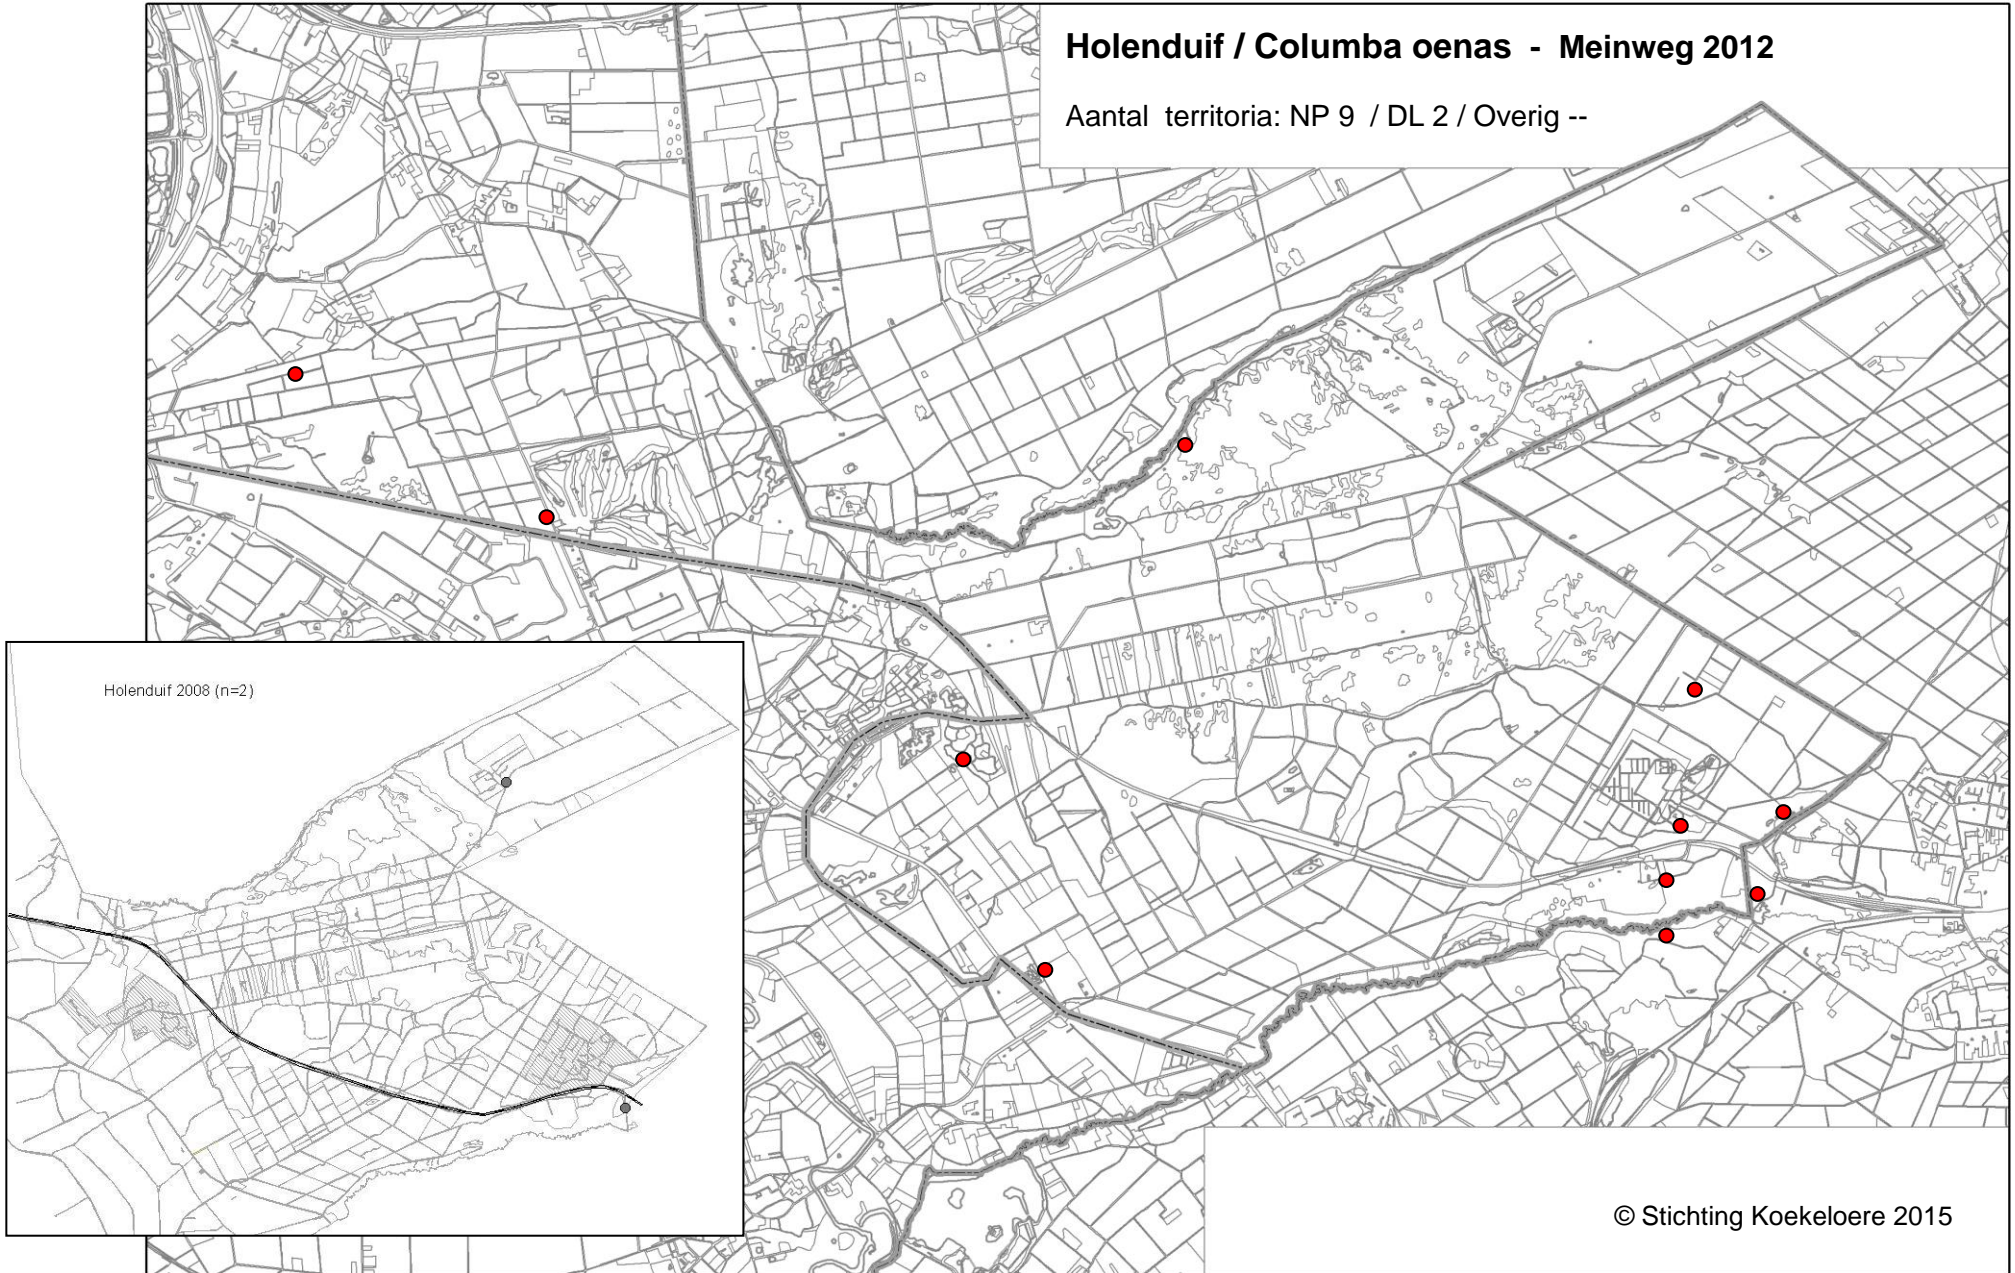 Holenduif / Columba oenas - Meinweg 2012
Aantal territoria: NP 9 / DL 2 / Overig --
Holenduif 2008 (n=2)
© Stichting Koekeloere 2015